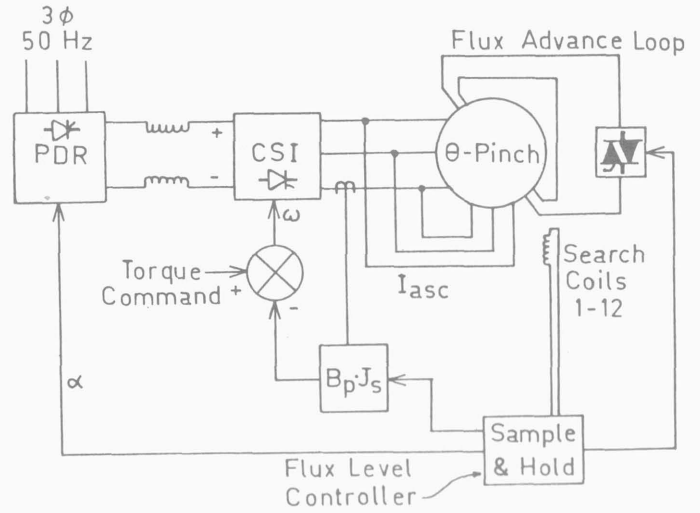 3ϕ
50 Hz
Flux Advance Loop
PDR
+
-
CSI
θ-Pinch
ω
Torque
Command +
-
Iasc
Search
Coils
1-12
α
Bp·Js
Sample
& Hold
Flux Level
Controller